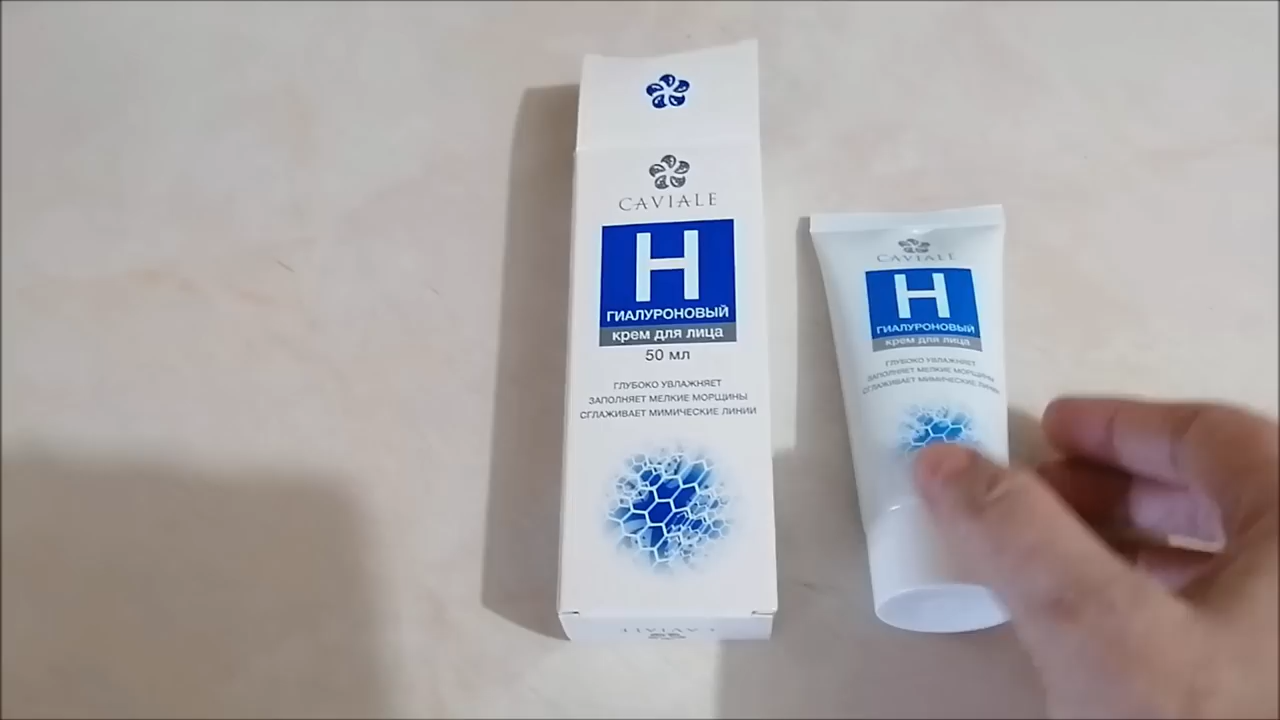 CAVIALE
H
ГИАЛУРОНОВЫЙ
крем для лица
50 мл
ГЛУБОКО УВЛАЖНЯЕТ
ЗАПОЛНЯЕТ МЕЛКИЕ МОРЩИНЫ
СГЛАЖИВАЕТ МИМИЧЕСКИЕ ЛИНИИ
CAVIALE
CAVIALE
H
ГИАЛУРОНОВЫЙ
крем для лица
ГЛУБОКО УВЛАЖНЯЕТ
ЗАПОЛНЯЕТ МЕЛКИЕ МОРЩИНЫ
СГЛАЖИВАЕТ МИМИЧЕСКИЕ ЛИНИИ